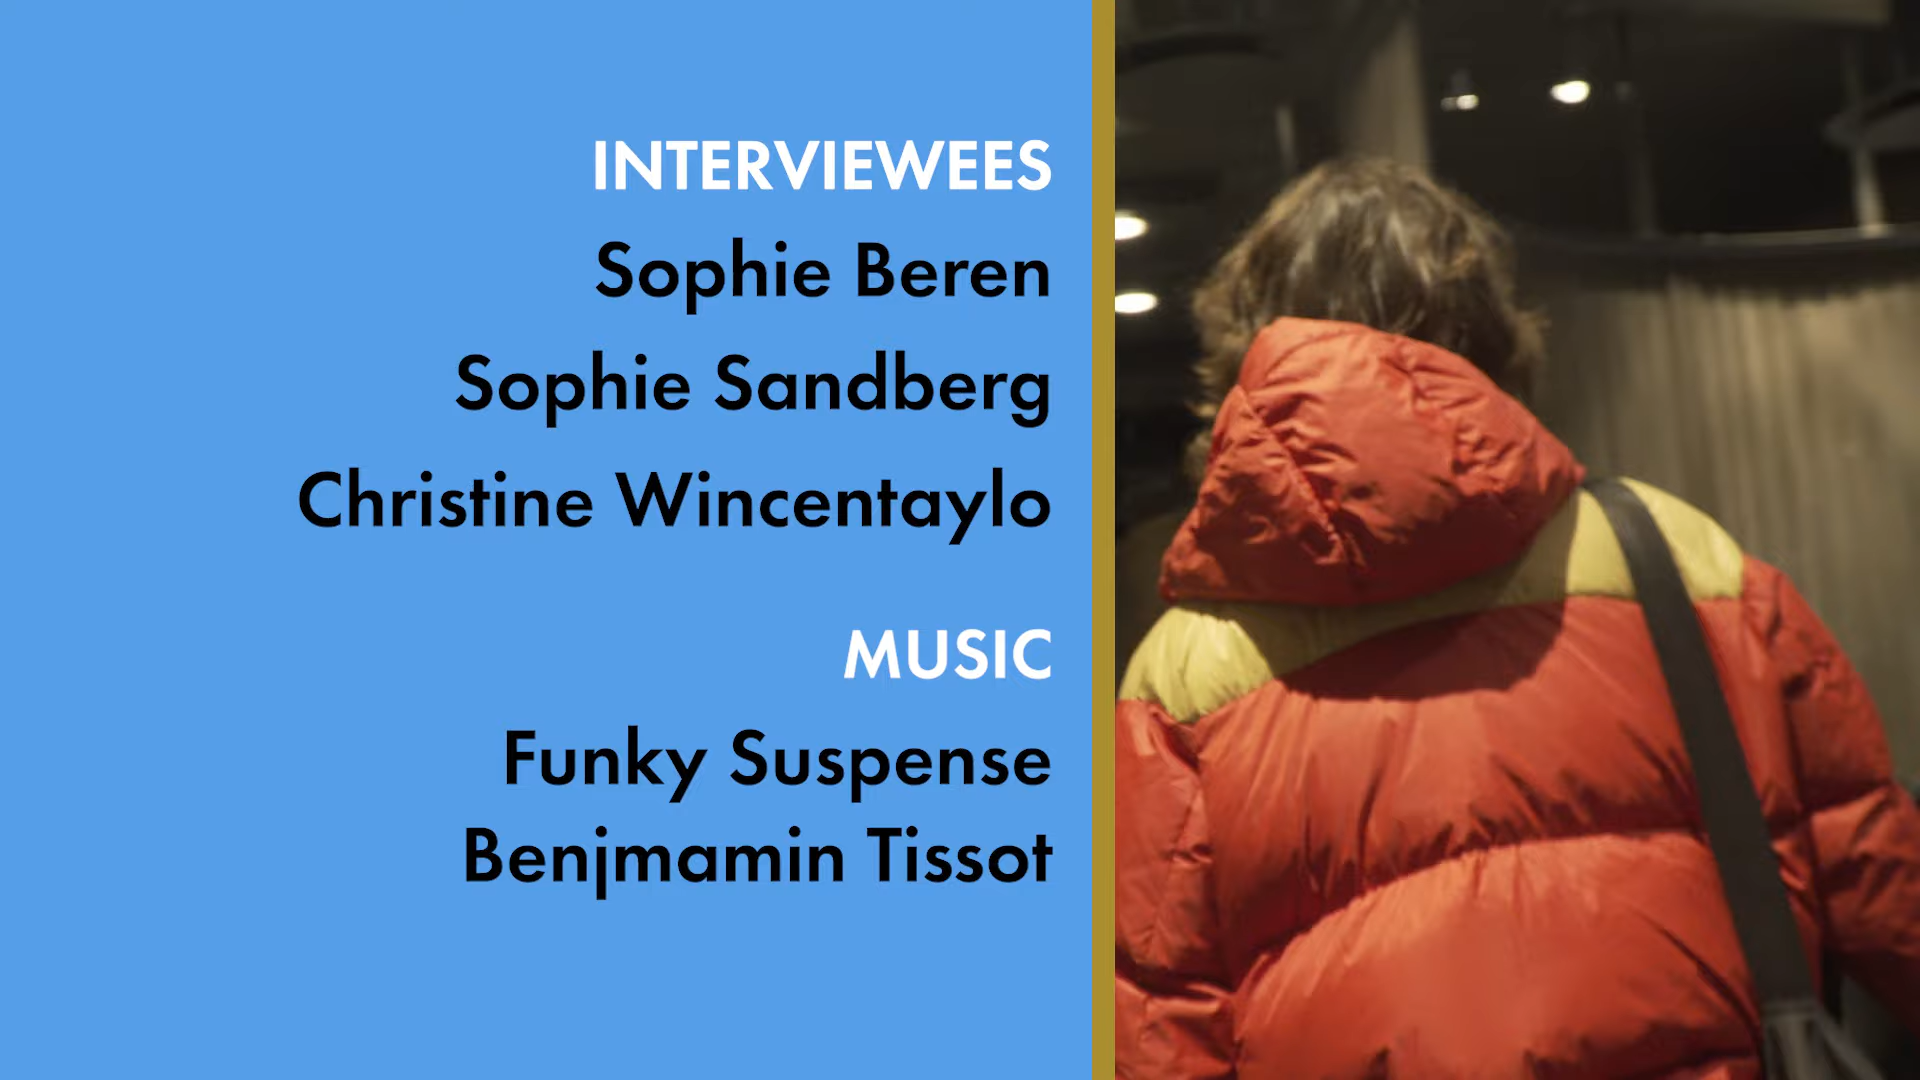 INTERVIEWEES
Sophie Beren
Sophie Sandberg
Christine Wincentaylo
MUSIC
Funky Suspense
Benjmamin Tissot